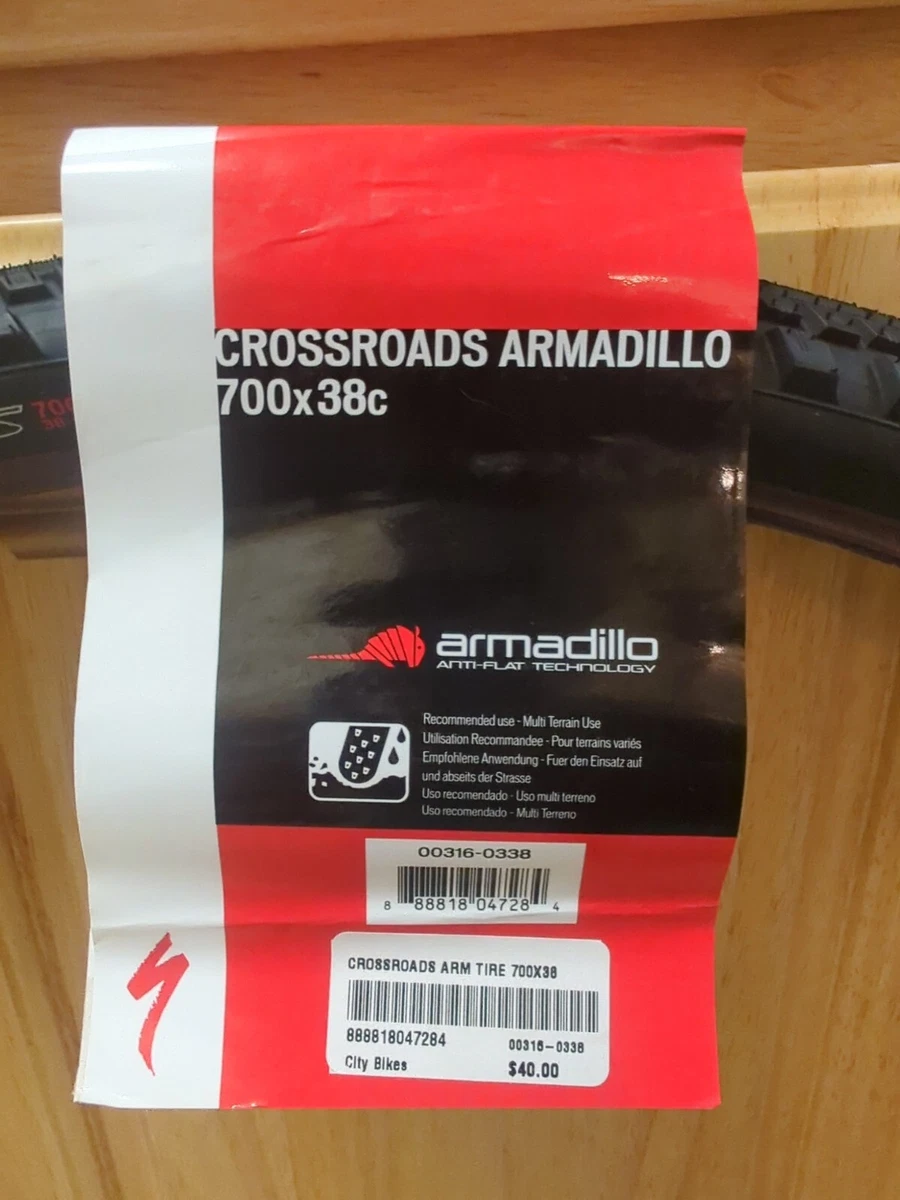 CROSSROADS ARMADILLO
700x38c
armadillo
ANTI-FLAT TECHNOLOGY
Recommended use - Multi Terrain Use
Utilisation Recommandee - Pour terrains variés
Empfohlene Anwendung - Fuer den Einsatz auf
und abseits der Strasse
Uso recomendado - Uso multi terreno
Uso recomendado - Multi Terreno
00316-0338
8 88818 04728 4
CROSSROADS ARM TIRE 700X38
888818047284 00316-0338
City Bikes $40.00